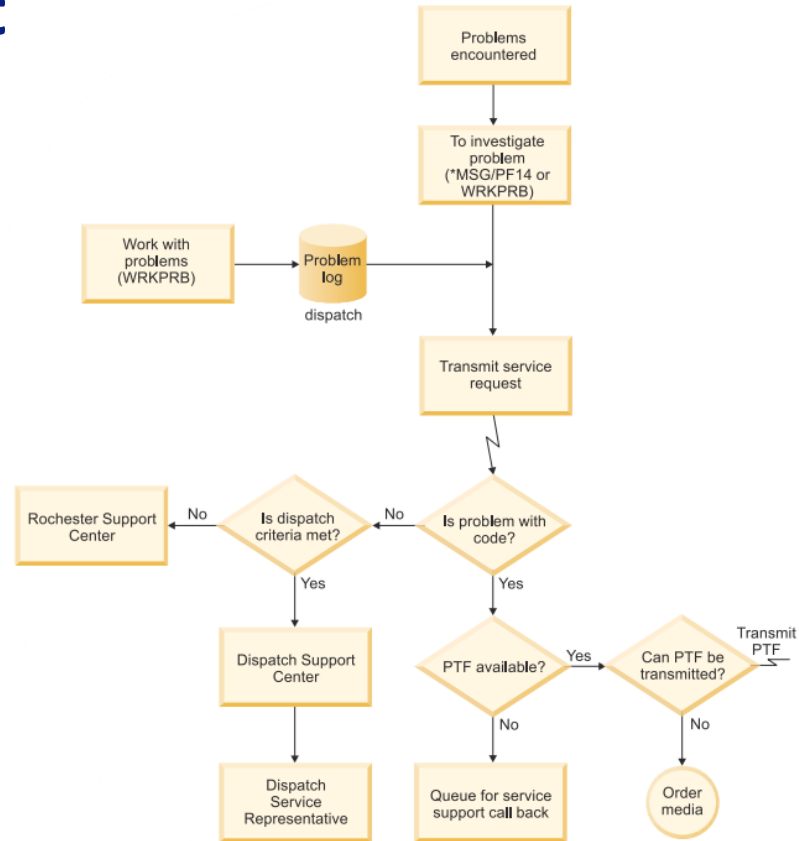 Problems
encountered
To investigate
problem
(*MSG/PF14 or
WRKPRB)
Work with
problems
(WRKPRB)
Problem
log
dispatch
Transmit service
request
Rochester Support
Center
No
Is dispatch
criteria met?
No
Is problem with
code?
Yes
Yes
Dispatch Support
Center
PTF available?
Yes
Can PTF be
transmitted?
Transmit
PTF
No
No
Dispatch
Service
Representative
Queue for service
support call back
Order
media